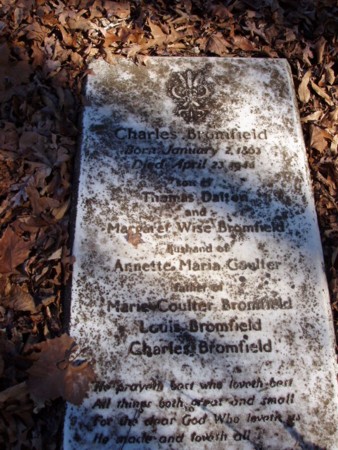 Charles Bromfield
Born January 2, 1863
Died April 23, 1944
son of
Thomas Dalton
and
Margaret Wise Bromfield
Husband of
Annette Maria Coulter
father of
Marie Coulter Bromfield
Louis Bromfield
Charles Bromfield
He prayeth best who loveth best
All things both great and small
For the dear God Who loveth us
He made and loveth all